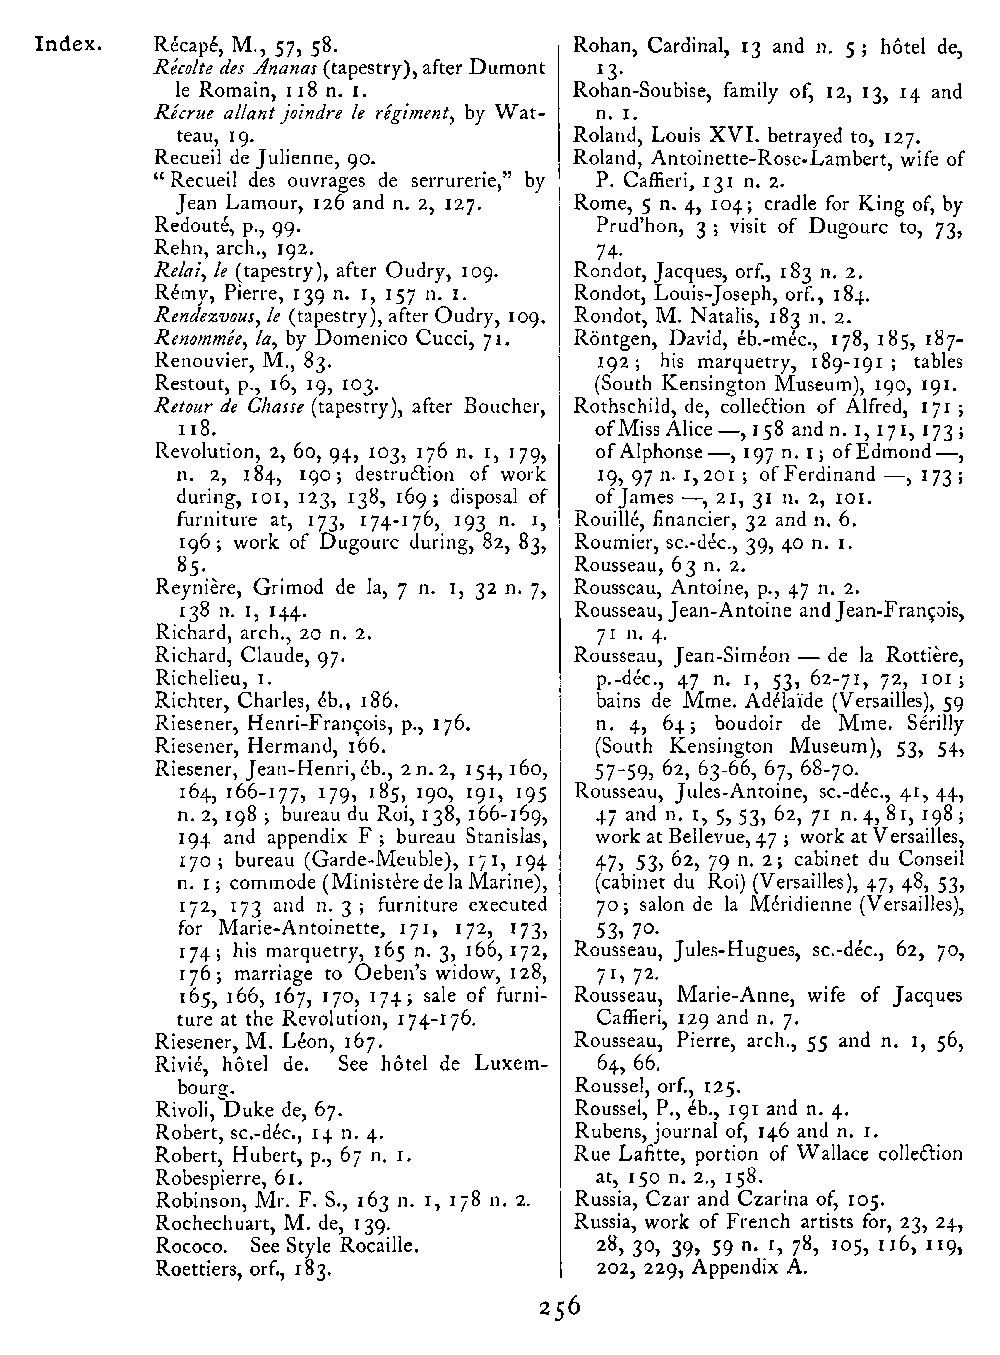 Index.
Récapé, M., 57, 58.
Récolte des Ananas (tapestry), after Dumont
le Romain, 118 n. 1.
Récrue allant joindre le régiment, by Wat-
teau, 19.
Recueil de Julienne, 90.
“Recueil des ouvrages de serrurerie,” by
Jean Lamour, 126 and n. 2, 127.
Redouté, p., 99.
Rehn, arch., 192.
Relai, le (tapestry), after Oudry, 109.
Rémy, Pierre, 139 n. 1, 157 n. 1.
Rendezvous, le (tapestry), after Oudry, 109.
Renommée, la, by Domenico Cucci, 71.
Renouvier, M., 83.
Restout, p., 16, 19, 103.
Retour de Chasse (tapestry), after Boucher,
118.
Revolution, 2, 60, 94, 103, 176 n. 1, 179,
n. 2, 184, 190; destruction of work
during, 101, 123, 138, 169; disposal of
furniture at, 173, 174-176, 193 n. 1,
196; work of Dugourc during, 82, 83,
85.
Reynière, Grimod de la, 7 n. 1, 32 n. 7,
138 n. 1, 144.
Richard, arch., 20 n. 2.
Richard, Claude, 97.
Richelieu, 1.
Richter, Charles, éb., 186.
Riesener, Henri-François, p., 176.
Riesener, Hermand, 166.
Riesener, Jean-Henri, éb., 2 n. 2, 154, 160,
164, 166-177, 179, 185, 190, 191, 195
n. 2, 198; bureau du Roi, 138, 166-169,
194 and appendix F; bureau Stanislas,
170; bureau (Garde-Meuble), 171, 194
n. 1; commode (Ministère de la Marine),
172, 173 and n. 3; furniture executed
for Marie-Antoinette, 171, 172, 173,
174; his marquetry, 165 n. 3, 166, 172,
176; marriage to Oeben's widow, 128,
165, 166, 167, 170, 174; sale of furni-
ture at the Revolution, 174-176.
Riesener, M. Léon, 167.
Rivié, hôtel de. See hôtel de Luxem-
bourg.
Rivoli, Duke de, 67.
Robert, sc.-déc., 14 n. 4.
Robert, Hubert, p., 67 n. 1.
Robespierre, 61.
Robinson, Mr. F. S., 163 n. 1, 178 n. 2.
Rochechuart, M. de, 139.
Rococo. See Style Rocaille.
Roettiers, orf., 183.
Rohan, Cardinal, 13 and n. 5; hôtel de,
13.
Rohan-Soubise, family of, 12, 13, 14 and
n. 1.
Roland, Louis XVI. betrayed to, 127.
Roland, Antoinette-Rose-Lambert, wife of
P. Caffieri, 131 n. 2.
Rome, 5 n. 4, 104; cradle for King of, by
Prud'hon, 3; visit of Dugourc to, 73,
74.
Rondot, Jacques, orf., 183 n. 2.
Rondot, Louis-Joseph, orf., 184.
Rondot, M. Natalis, 183 n. 2.
Röntgen, David, éb.-méc., 178, 185, 187-
192; his marquetry, 189-191; tables
(South Kensington Museum), 190, 191.
Rothschild, de, collection of Alfred, 171;
of Miss Alice —, 158 and n. 1, 171, 173;
of Alphonse —, 197 n. 1; of Edmond —,
19, 97 n. 1, 201; of Ferdinand —, 173;
of James —, 21, 31 n. 2, 101.
Rouillé, financier, 32 and n. 6.
Roumier, sc.-déc., 39, 40 n. 1.
Rousseau, 63 n. 2.
Rousseau, Antoine, p., 47 n. 2.
Rousseau, Jean-Antoine and Jean-François,
71 n. 4.
Rousseau, Jean-Siméon — de la Rottière,
p.-déc., 47 n. 1, 53, 62-71, 72, 101;
bains de Mme. Adélaïde (Versailles), 59
n. 4, 64; boudoir de Mme. Sérilly
(South Kensington Museum), 53, 54,
57-59, 62, 63-66, 67, 68-70.
Rousseau, Jules-Antoine, sc.-déc., 41, 44,
47 and n. 1, 5, 53, 62, 71 n. 4, 81, 198;
work at Bellevue, 47; work at Versailles,
47, 53, 62, 79 n. 2; cabinet du Conseil
(cabinet du Roi) (Versailles), 47, 48, 53,
70; salon de la Méridienne (Versailles),
53, 70.
Rousseau, Jules-Hugues, sc.-déc., 62, 70,
71, 72.
Rousseau, Marie-Anne, wife of Jacques
Caffieri, 129 and n. 7.
Rousseau, Pierre, arch., 55 and n. 1, 56,
64, 66.
Roussel, orf., 125.
Roussel, P., éb., 191 and n. 4.
Rubens, journal of, 146 and n. 1.
Rue Lafitte, portion of Wallace collection
at, 150 n. 2., 158.
Russia, Czar and Czarina of, 105.
Russia, work of French artists for, 23, 24,
28, 30, 39, 59 n. 1, 78, 105, 116, 119,
202, 229, Appendix A.
256